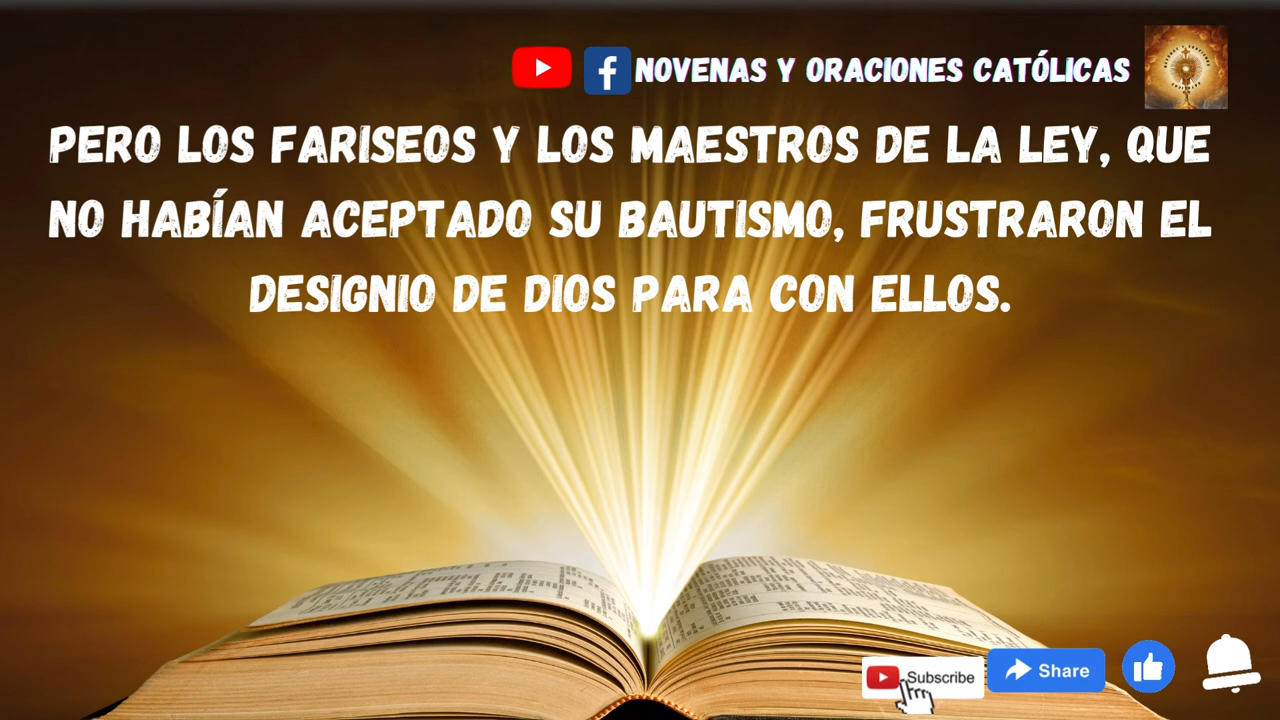 NOVENAS Y ORACIONES CATÓLICAS
PERO LOS FARISEOS Y LOS MAESTROS DE LA LEY, QUE
NO HABÍAN ACEPTADO SU BAUTISMO, FRUSTRARON EL
DESIGNIO DE DIOS PARA CON ELLOS.
Subscribe
Share